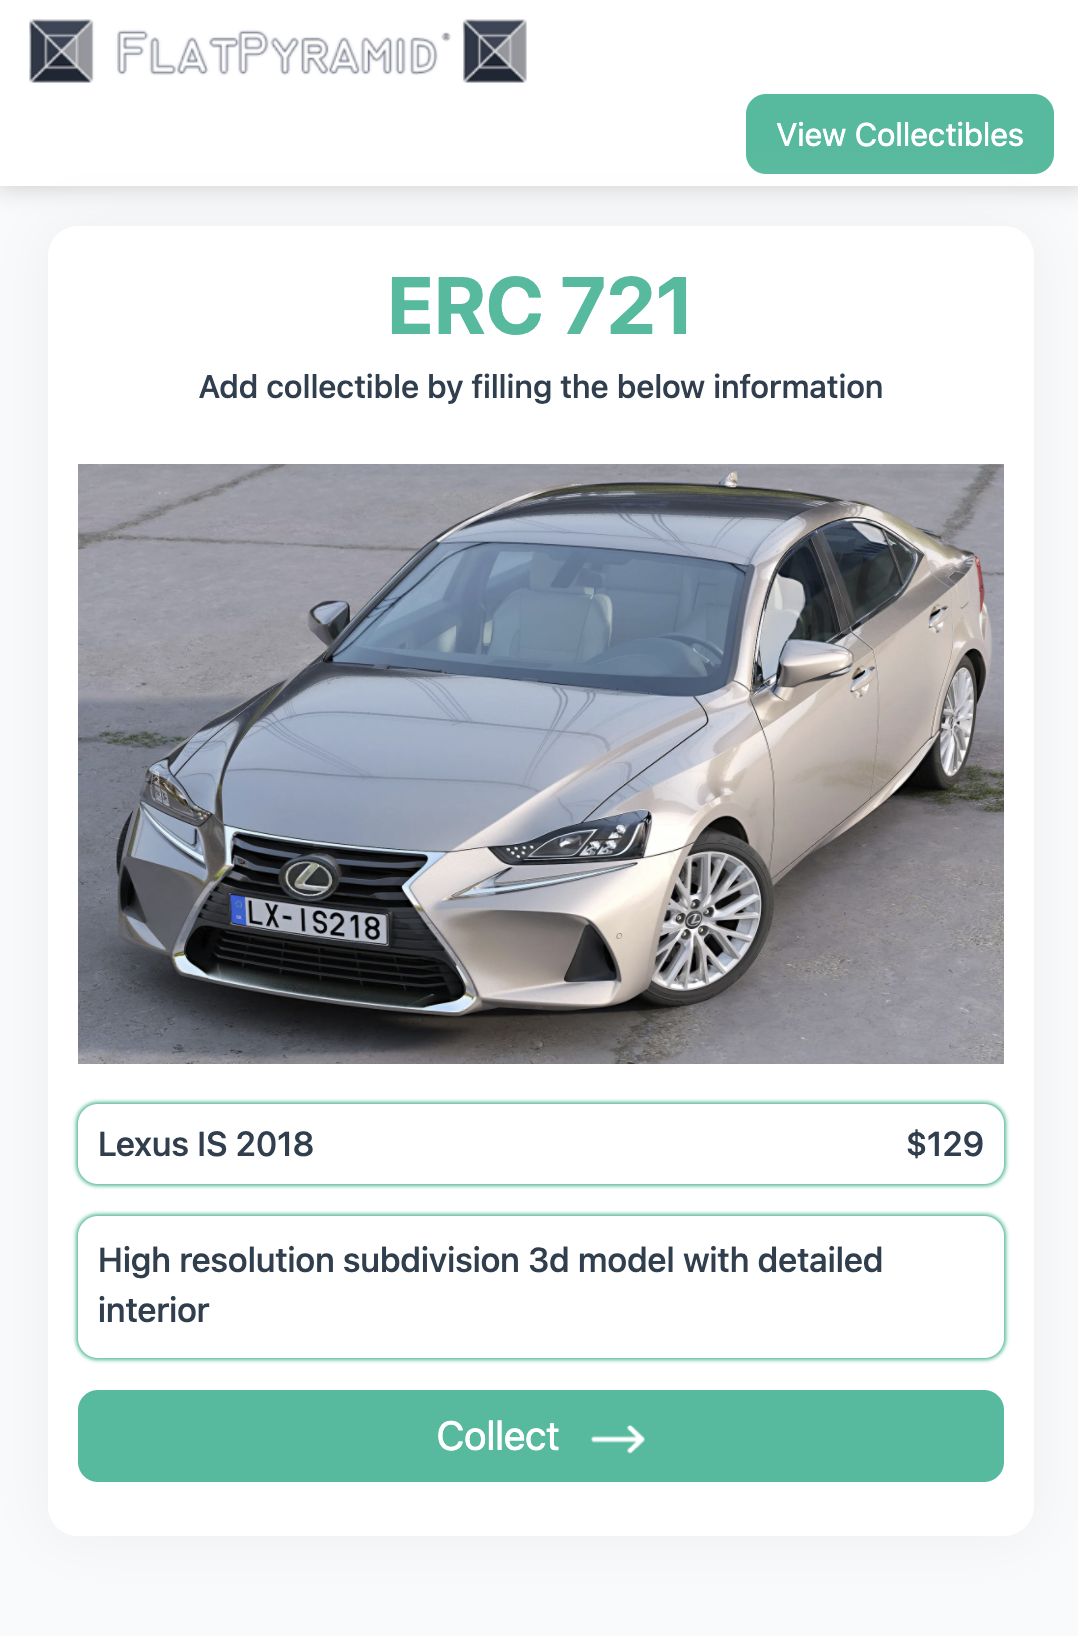 FLATPYRAMID®
View Collectibles
ERC 721
Add collectible by filling the below information
LX-IS218
Lexus IS 2018 $129
High resolution subdivision 3d model with detailed
interior
Collect →